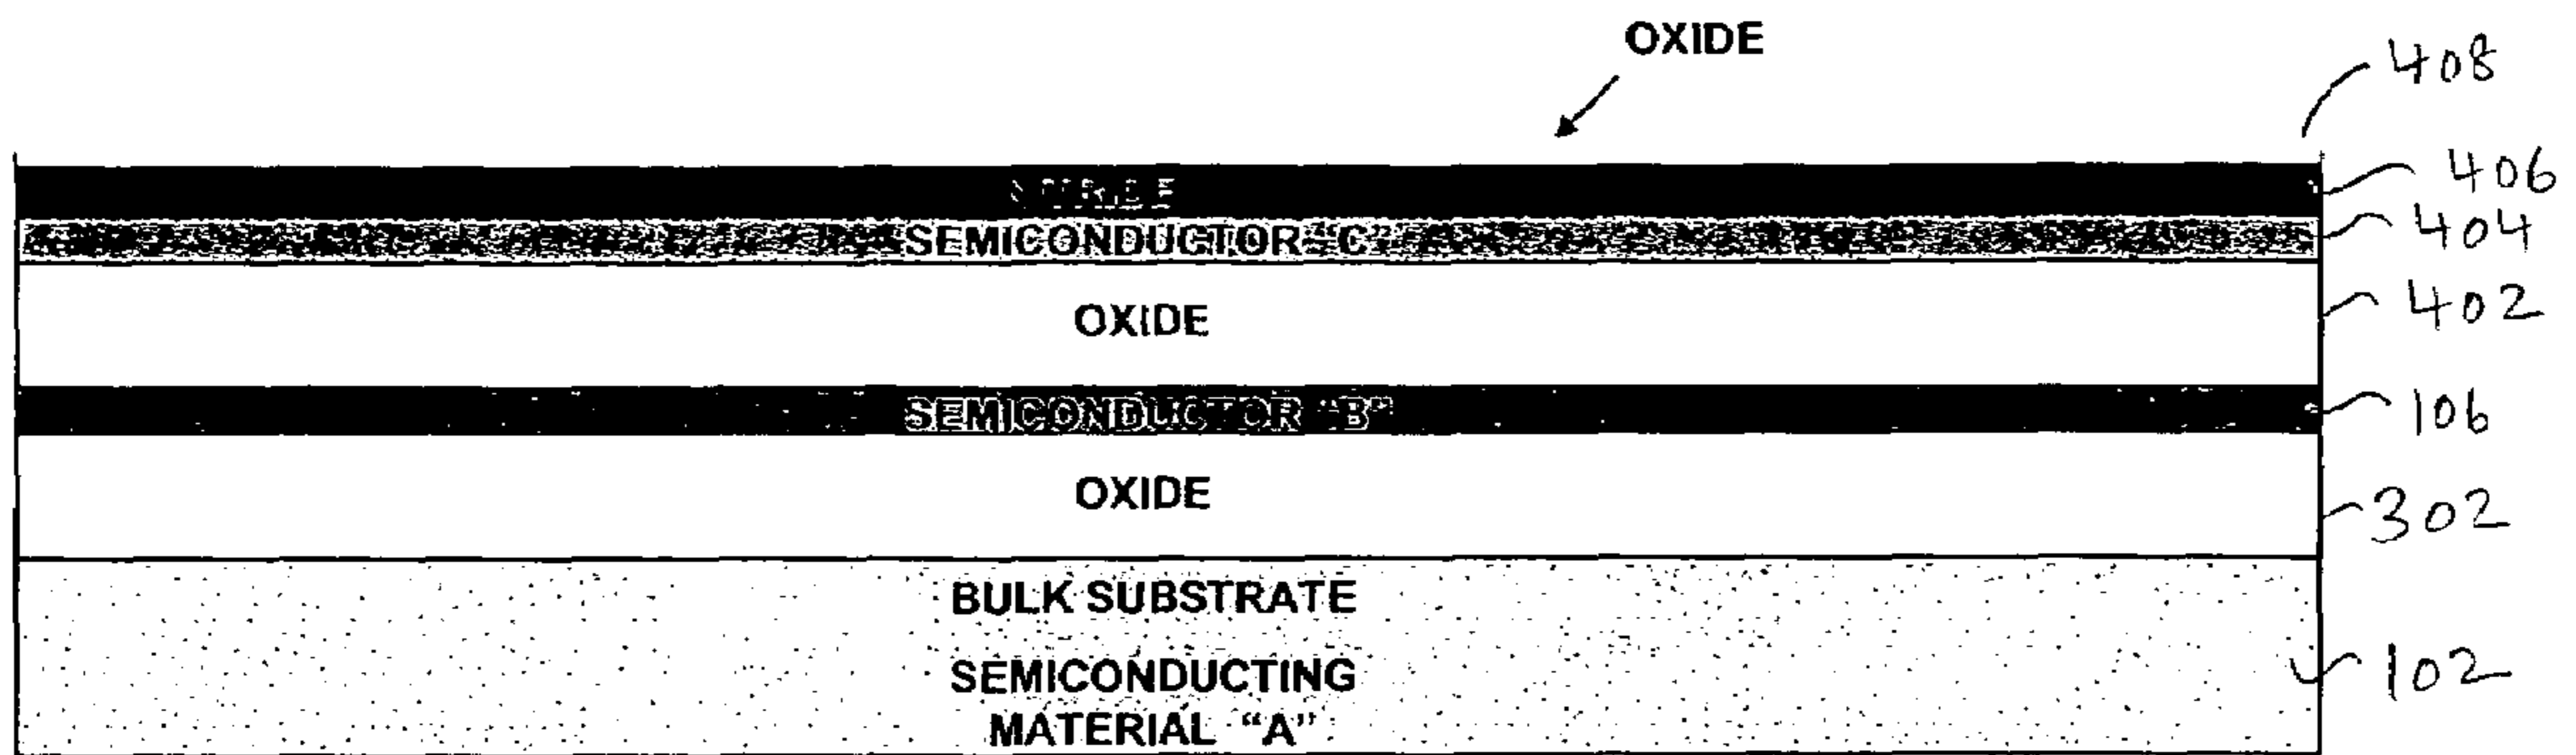 OXIDE
408
406
SEMICONDUCTOR "C"
404
OXIDE
402
SEMICONDUCTOR "B"
106
OXIDE
302
BULK SUBSTRATE
SEMICONDUCTING
102
MATERIAL "A"